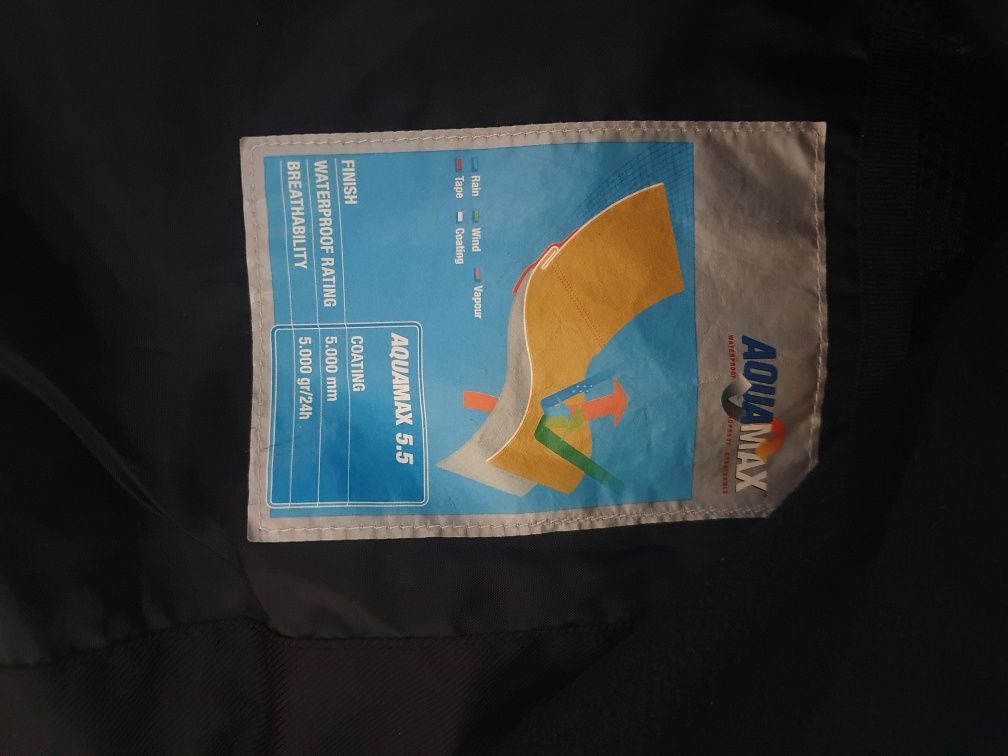 AQUAMAX
WATERPROOF
Rain Wind Vapour
Tape Coating
AQUAMAX 5.5
FINISH COATING
WATERPROOF RATING 5.000 mm
BREATHABILITY 5.000 gr/24h